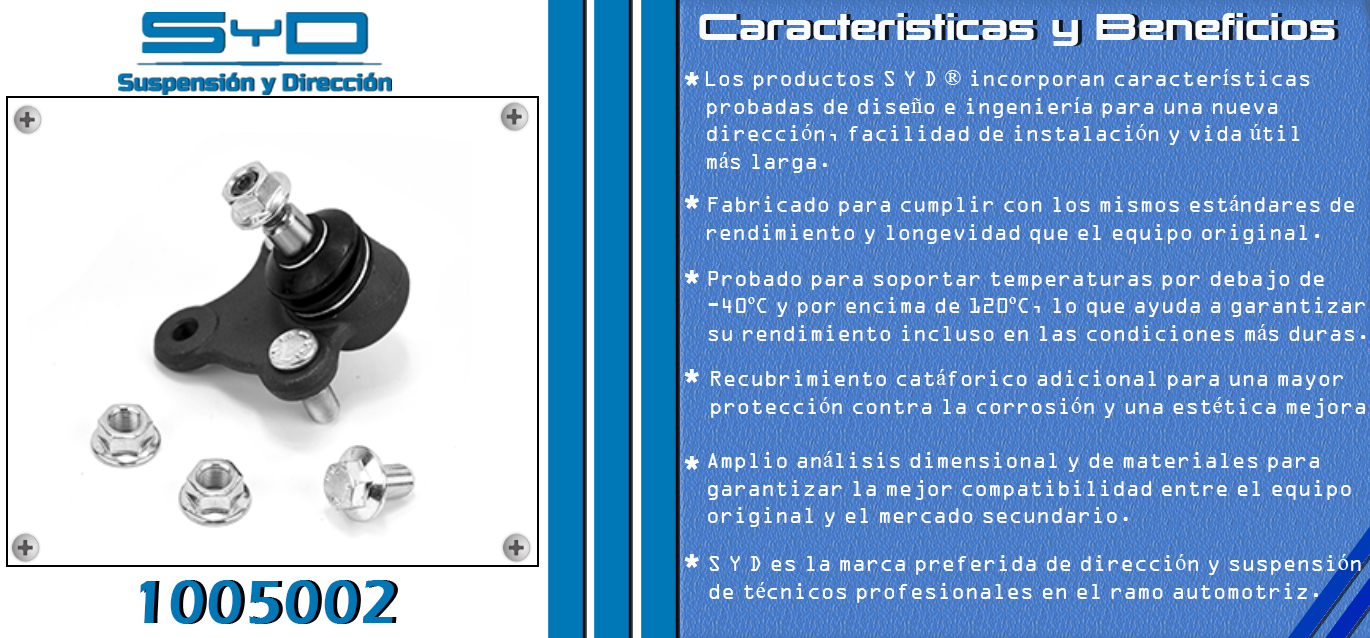 SYD
Suspensión y Dirección
1005002
Caracteristicas y Beneficios
* Los productos S Y D ® incorporan características
probadas de diseño e ingeniería para una nueva
dirección, facilidad de instalación y vida útil
más larga.
* Fabricado para cumplir con los mismos estándares de
rendimiento y longevidad que el equipo original.
* Probado para soportar temperaturas por debajo de
-40°C y por encima de 120°C, lo que ayuda a garantizar
su rendimiento incluso en las condiciones más duras.
* Recubrimiento catáforico adicional para una mayor
protección contra la corrosión y una estética mejora
* Amplio análisis dimensional y de materiales para
garantizar la mejor compatibilidad entre el equipo
original y el mercado secundario.
* S Y D es la marca preferida de dirección y suspensión
de técnicos profesionales en el ramo automotriz.